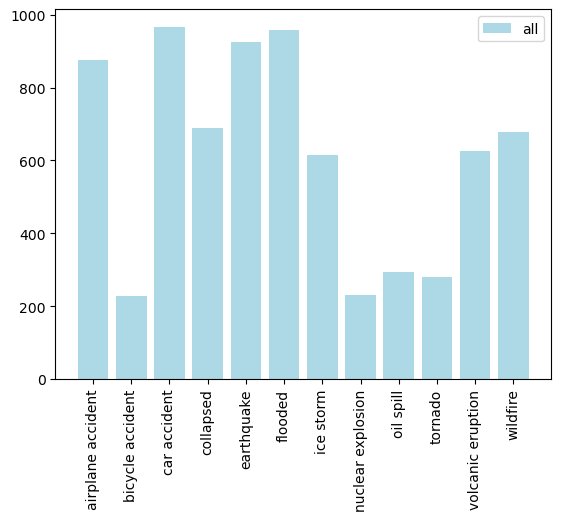 1000
800
600
400
200
0
all
airplane accident
bicycle accident
car accident
collapsed
earthquake
flooded
ice storm
nuclear explosion
oil spill
tornado
volcanic eruption
wildfire